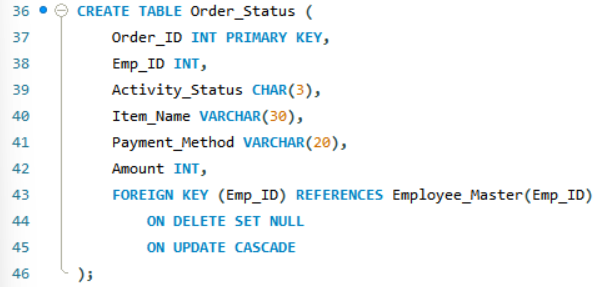 36 CREATE TABLE Order_Status (
37 Order_ID INT PRIMARY KEY,
38 Emp_ID INT,
39 Activity_Status CHAR(3),
40 Item_Name VARCHAR(30),
41 Payment_Method VARCHAR(20),
42 Amount INT,
43 FOREIGN KEY (Emp_ID) REFERENCES Employee_Master(Emp_ID)
44 ON DELETE SET NULL
45 ON UPDATE CASCADE
46 );